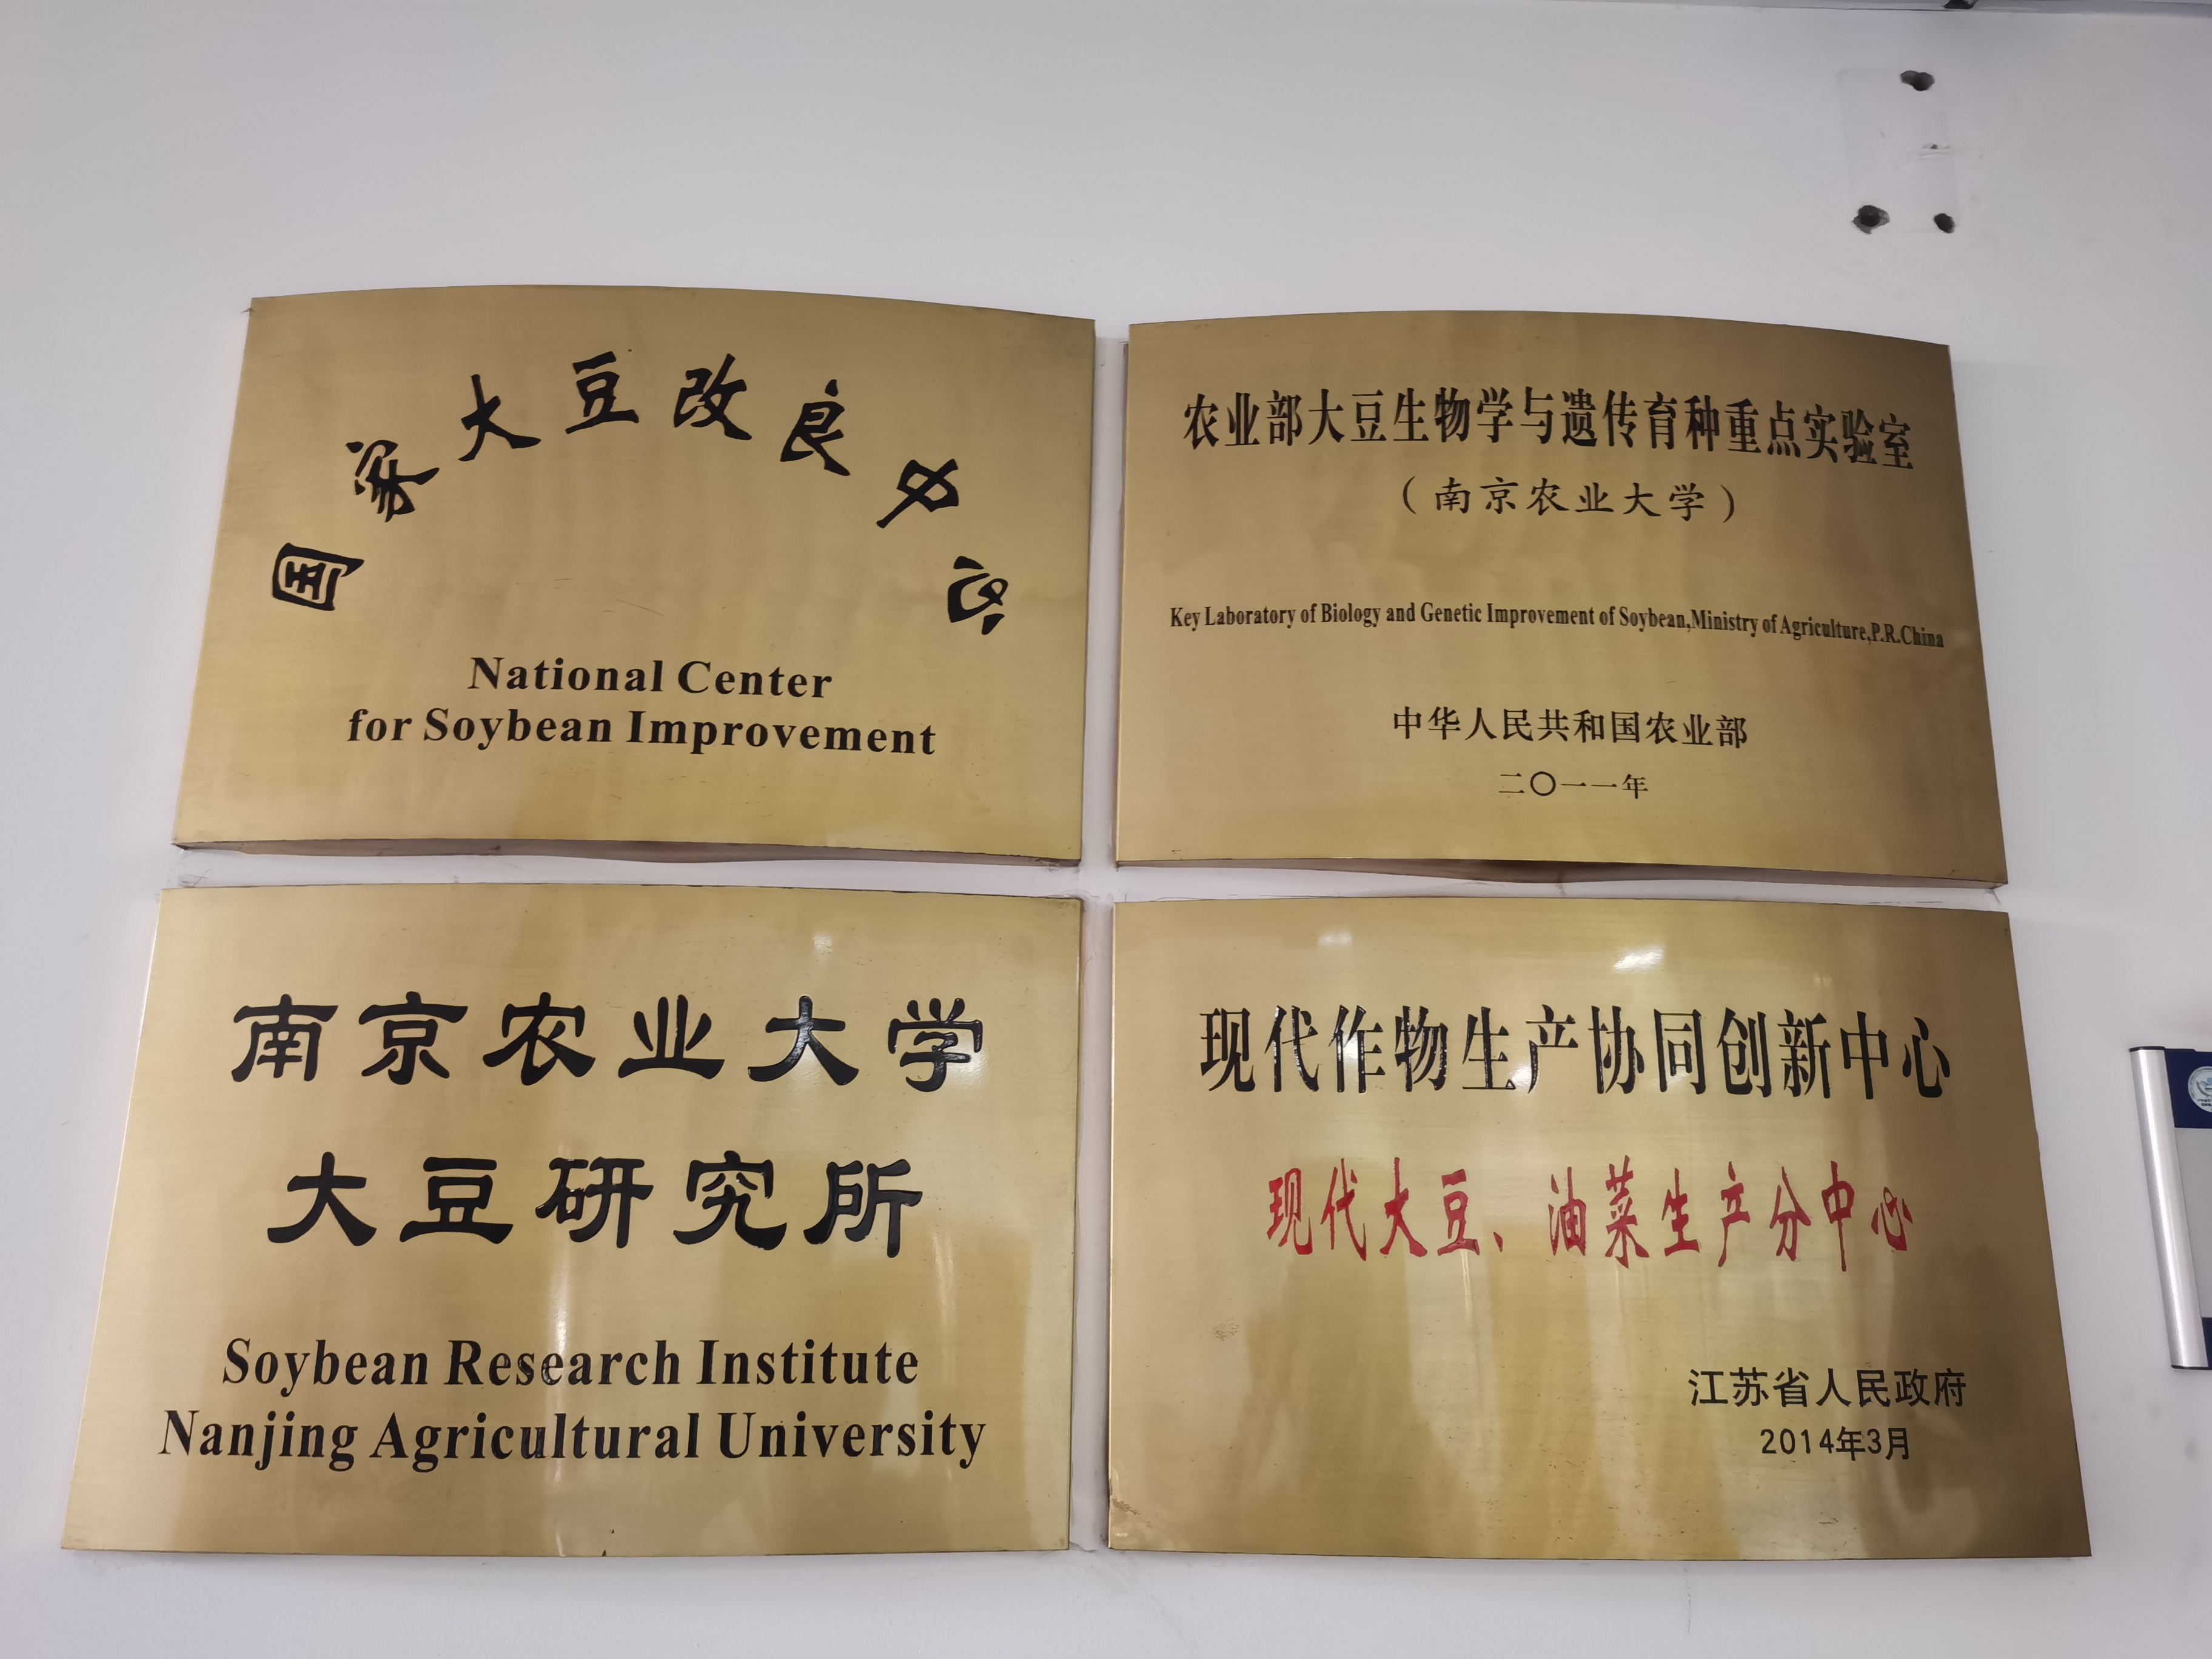 国家大豆改良中心
National Center
for Soybean Improvement
农业部大豆生物学与遗传育种重点实验室
（南京农业大学）
Key Laboratory of Biology and Genetic Improvement of Soybean,Ministry of Agriculture,P.R.China
中华人民共和国农业部
二〇一一年
南京农业大学
大豆研究所
Soybean Research Institute
Nanjing Agricultural University
现代作物生产协同创新中心
现代大豆、油菜生产分中心
江苏省人民政府
2014年3月